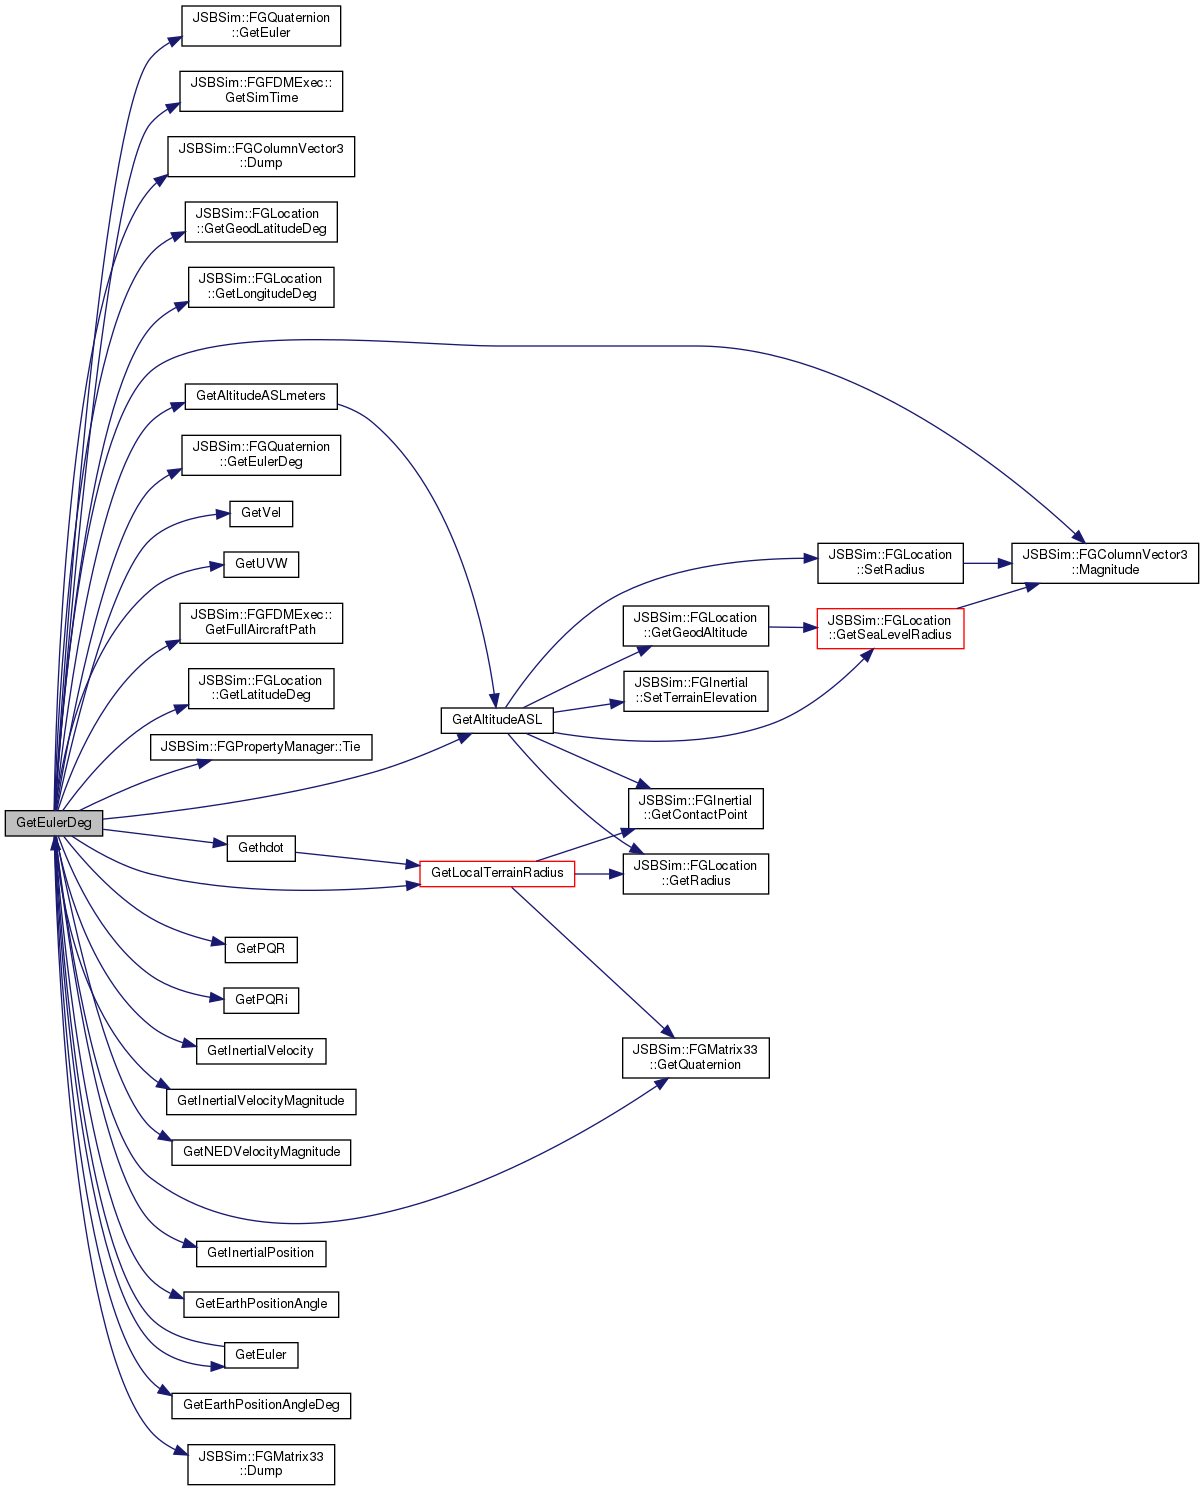 JSBSim::FGQuaternion
::GetEuler
JSBSim::FGFDMExec::
GetSimTime
JSBSim::FGColumnVector3
::Dump
JSBSim::FGLocation
::GetGeodLatitudeDeg
JSBSim::FGLocation
::GetLongitudeDeg
GetAltitudeASLmeters
JSBSim::FGQuaternion
::GetEulerDeg
GetVel
GetUVW
JSBSim::FGFDMExec::
GetFullAircraftPath
JSBSim::FGLocation
::GetLatitudeDeg
JSBSim::FGPropertyManager::Tie
GetEulerDeg
Gethdot
GetPQR
GetPQRi
GetInertialVelocity
GetInertialVelocityMagnitude
GetNEDVelocityMagnitude
GetInertialPosition
GetEarthPositionAngle
GetEuler
GetEarthPositionAngleDeg
JSBSim::FGMatrix33
::Dump
GetAltitudeASL
GetLocalTerrainRadius
JSBSim::FGLocation
::GetGeodAltitude
JSBSim::FGInertial
::SetTerrainElevation
JSBSim::FGInertial
::GetContactPoint
JSBSim::FGLocation
::GetRadius
JSBSim::FGMatrix33
::GetQuaternion
JSBSim::FGLocation
::SetRadius
JSBSim::FGLocation
::GetSeaLevelRadius
JSBSim::FGColumnVector3
::Magnitude